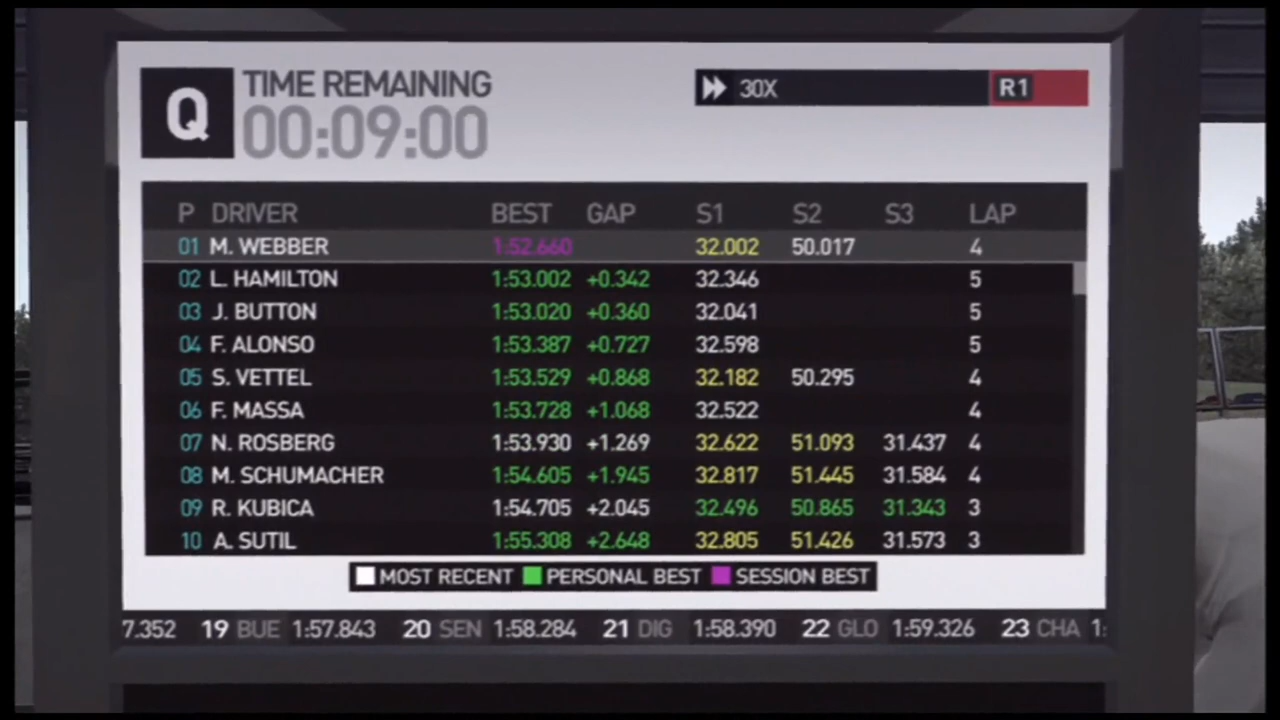 Q TIME REMAINING
00:09:00
30X R1
P DRIVER BEST GAP S1 S2 S3 LAP
01 M. WEBBER 1:52.660 32.002 50.017 4
02 L. HAMILTON 1:53.002 +0.342 32.346 5
03 J. BUTTON 1:53.020 +0.360 32.041 5
04 F. ALONSO 1:53.387 +0.727 32.598 5
05 S. VETTEL 1:53.529 +0.868 32.182 50.295 4
06 F. MASSA 1:53.728 +1.068 32.522 4
07 N. ROSBERG 1:53.930 +1.269 32.622 51.093 31.437 4
08 M. SCHUMACHER 1:54.605 +1.945 32.817 51.445 31.584 4
09 R. KUBICA 1:54.705 +2.045 32.496 50.865 31.343 3
10 A. SUTIL 1:55.308 +2.648 32.805 51.426 31.573 3
MOST RECENT PERSONAL BEST SESSION BEST
7.352 19 BUE 1:57.843 20 SEN 1:58.284 21 DIG 1:58.390 22 GLO 1:59.326 23 CHA 1: